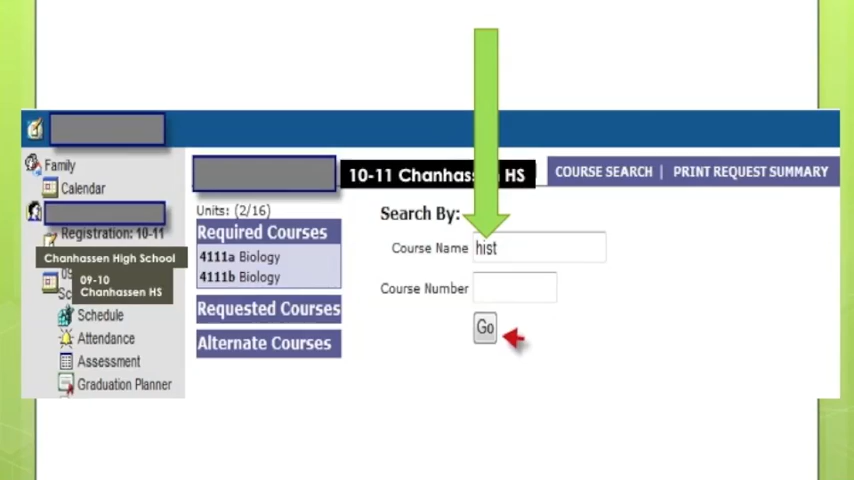 Family
Calendar
Registration: 10-11
Chanhassen High School
09-10
Chanhassen HS
Schedule
Attendance
Assessment
Graduation Planner
10-11 Chanhassen HS
COURSE SEARCH | PRINT REQUEST SUMMARY
Units: (2/16)
Required Courses
4111a Biology
4111b Biology
Requested Courses
Alternate Courses
Search By:
Course Name hist
Course Number
Go